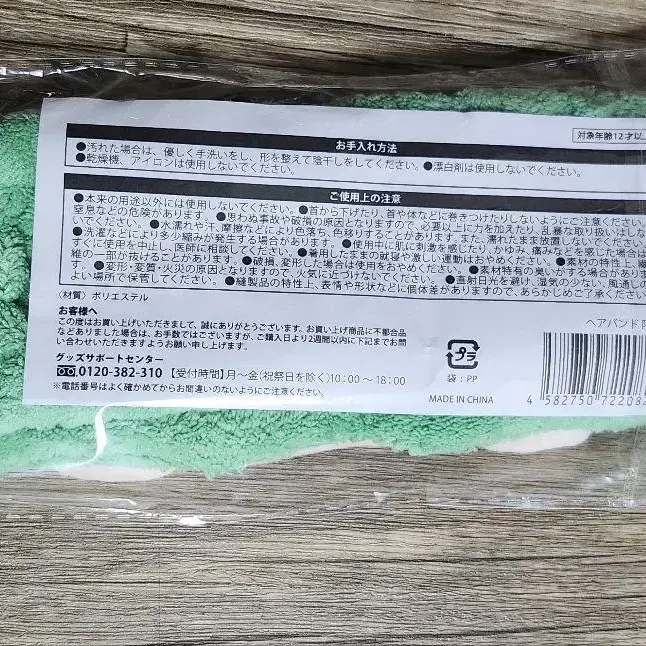 対象年齢12才以
お手入れ方法
●汚れた場合は、優しく手洗いをし、形を整えて陰干しをしてください。●漂白剤は使用しないでください。
●乾燥機、アイロンは使用しないでください。
ご使用上の注意
●本来の用途以外には使用しないでください。●首から下げたり、首や体などに巻きつけたりしないようにご注意ください
窒息などの危険があります。●思わぬ事故や破損の原因となりますので、必要以上に力を加えたり、乱暴な取り扱いはしな
いでください。●水濡れや汗、摩擦などにより色落ち、色移りすることがあります。また、濡れたまま放置しないでください。
●洗濯などにより多少縮みが発生する場合があります。●使用中に肌に刺激を感じたり、かゆみ、痛みなどを感じた場合は
すぐに使用を中止し、医師に相談してください。●着用したままの就寝や激しい運動はおやめください。●素材の特性上、繊
維の一部が抜けることがあります。●破損、変形した場合は使用をおやめください。●素材特有の臭いがする場合があり
す。●変形・変質・火災の原因となりますので、火気に近づけないでください。●直射日光を避け、湿気の少ない、風通しの
よい場所で保管してください。●縫製品の特性上、表情や形状などに個体差がありますので、あらかじめご了承ください
〈材質〉ポリエステル
お客様へ
この度はお買い上げいただきまして、誠にありがとうございます。お買い上げ商品に不都合品
などありました場合は、お手数ではございますが、ご購入日より2週間以内に下記までお問
い合わせいただきますようお願い申し上げます。
グッズサポートセンター
0120-382-310 【受付時間】月～金(祝祭日を除く)10:00～18:00
※電話番号はよく確かめてからお間違いのないようにご注意ください。
ヘアバンド
プラ
袋：PP
MADE IN CHINA
4 582750 722082